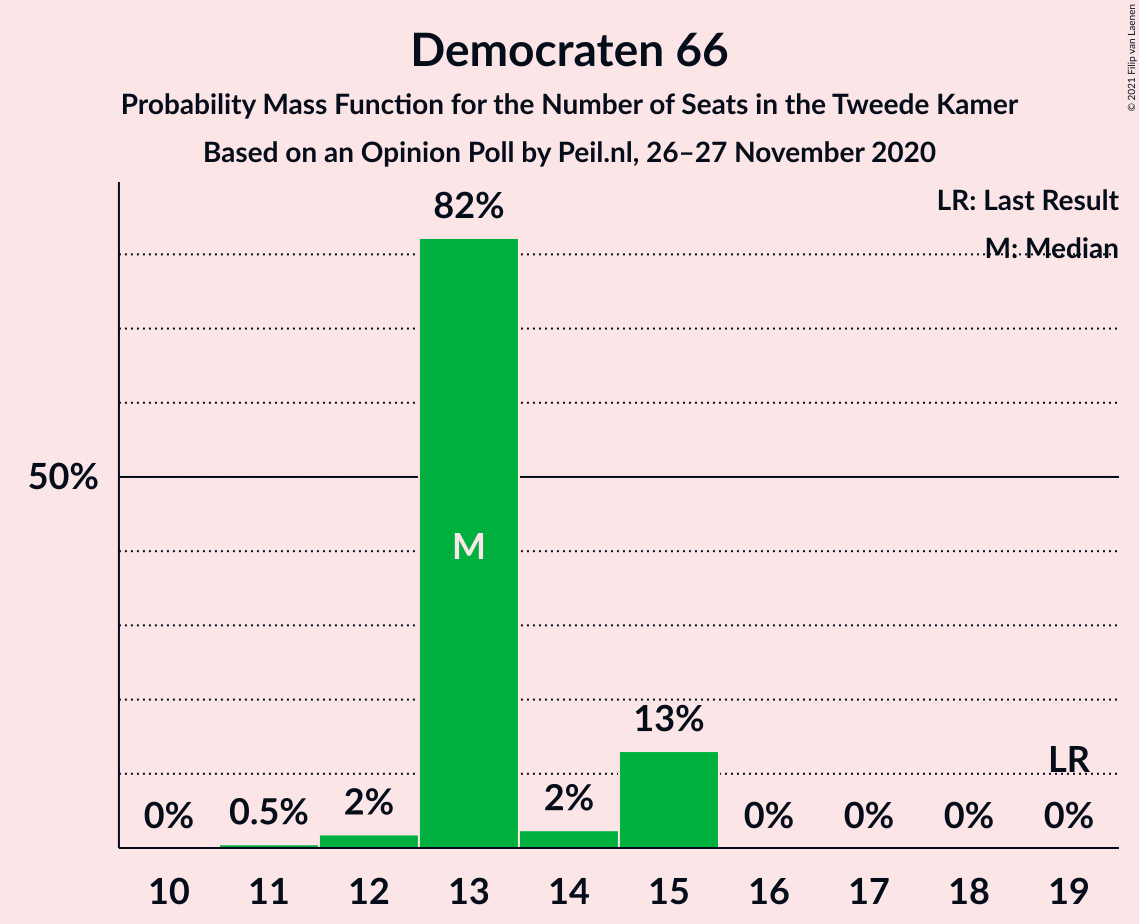 Democraten 66
Probability Mass Function for the Number of Seats in the Tweede Kamer
Based on an Opinion Poll by Peil.nl, 26–27 November 2020
© 2021 Filip van Laenen
LR: Last Result
M: Median
82%
50%
M
13%
LR
0% 0.5% 2% 2% 0% 0% 0% 0%
10 11 12 13 14 15 16 17 18 19